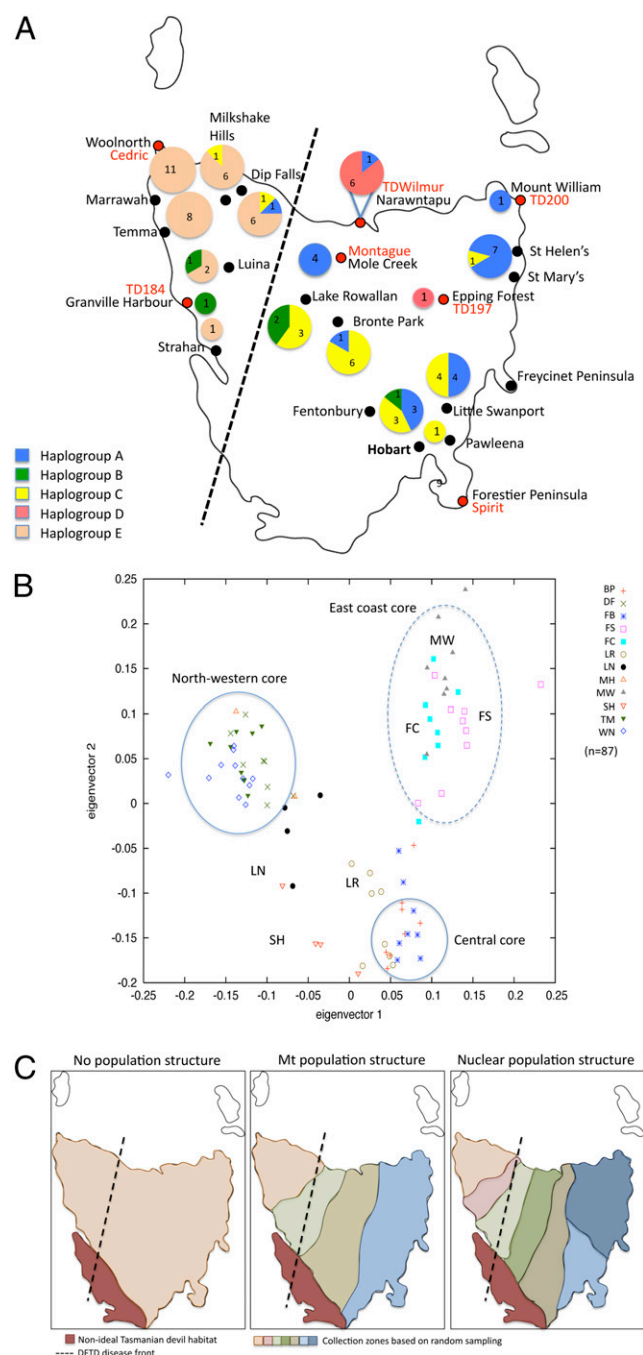 A
Milkshake
Hills
Woolnorth
Cedric
1
6
11
Dip Falls
1
6
TDWilmur
Narawntapu
Mount William
1
TD200
Marrawah
8
1
1
6
Temma
7
1
St Helen's
St Mary's
4
Montague
Mole Creek
1
2
Luina
TD184
Granville Harbour
1
Lake Rowallan
1
Epping Forest
TD197
2
3
Bronte Park
1
Strahan
1
6
4
4
Freycinet Peninsula
1
3
3
Fentonbury
Little Swanport
1
Pawleena
Hobart
Haplogroup A
Haplogroup B
Haplogroup C
Haplogroup D
Haplogroup E
9
Forestier Peninsula
Spirit
B
0.25
0.2
0.15
0.1
0.05
0
-0.05
-0.1
-0.15
-0.2
eigenvector 2
-0.25
-0.2
-0.15
-0.1
-0.05
0
0.05
0.1
0.15
0.2
0.25
eigenvector 1
East coast core
MW
North-western core
FC
FS
LN
LR
SH
Central core
BP
DF
FB
FS
FC
LR
LN
MH
MW
SH
TM
WN
(n=87)
C
No population structure
Mt population structure
Nuclear population structure
Non-ideal Tasmanian devil habitat
Collection zones based on random sampling
DFTD disease front